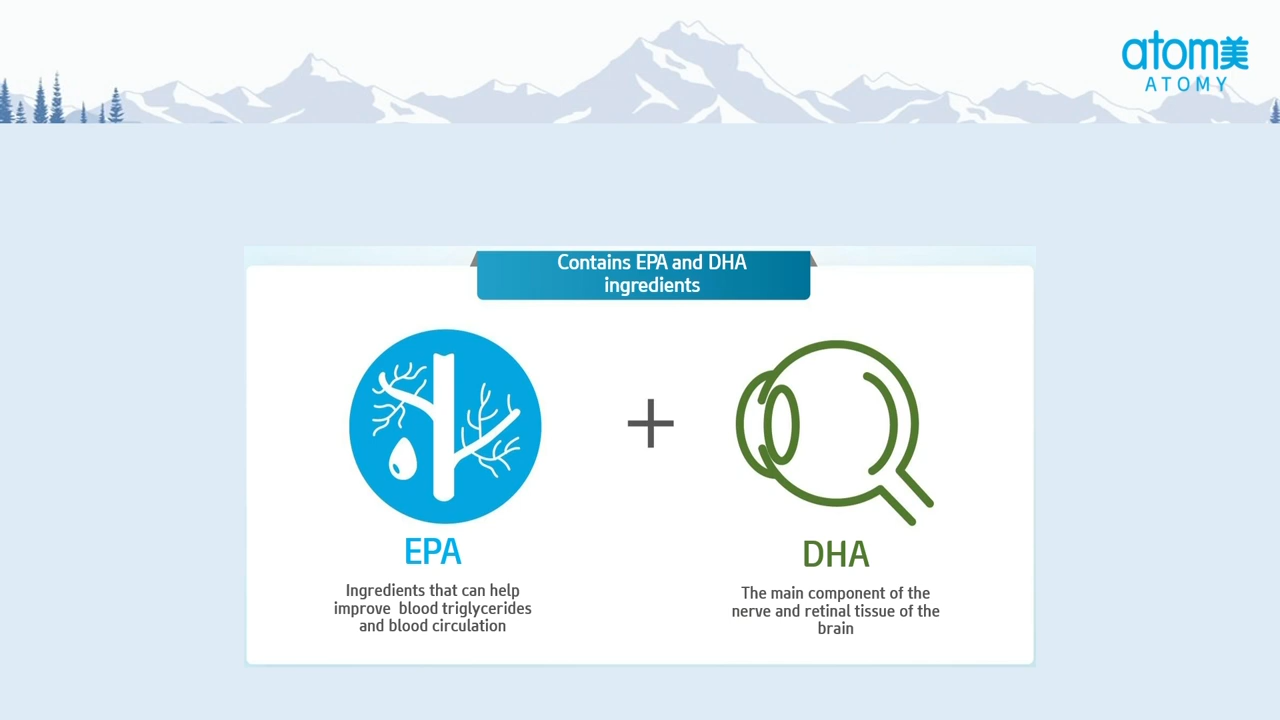 atom美
ATOMY
Contains EPA and DHA
ingredients
EPA
Ingredients that can help
improve blood triglycerides
and blood circulation
DHA
The main component of the
nerve and retinal tissue of the
brain